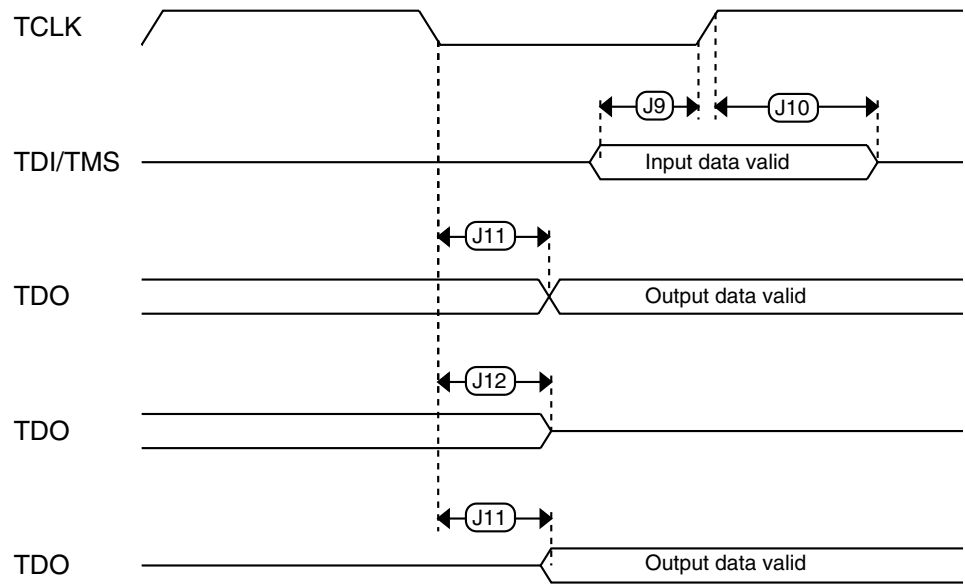 TCLK
J9
J10
TDI/TMS
Input data valid
J11
TDO
Output data valid
J12
TDO
J11
TDO
Output data valid